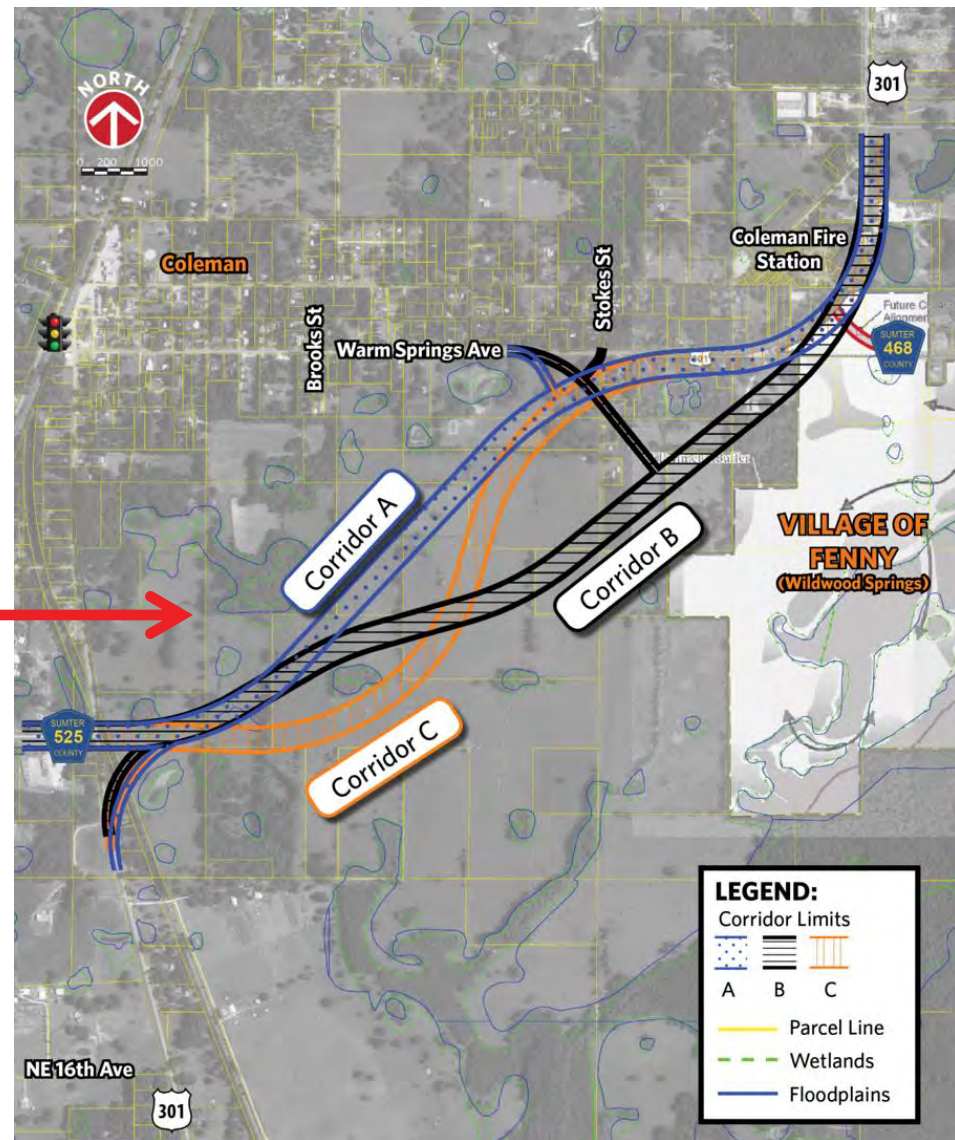 NORTH
0 200 1000
301
Coleman Fire
Station
Coleman
Stokes St
Brooks St
Warm Springs Ave
Future C
Alignmen
SUMTER
468
COUNTY
Corridor A
Corridor B
VILLAGE OF
FENNY
(Wildwood Springs)
SUMTER
525
COUNTY
Corridor C
LEGEND:
Corridor Limits
A B C
Parcel Line
Wetlands
Floodplains
NE 16th Ave
301